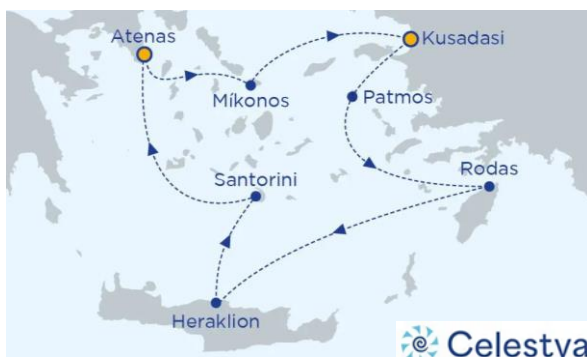 Atenas
Kusadasi
Míkonos
Patmos
Rodas
Santorini
Heraklion
Celestya